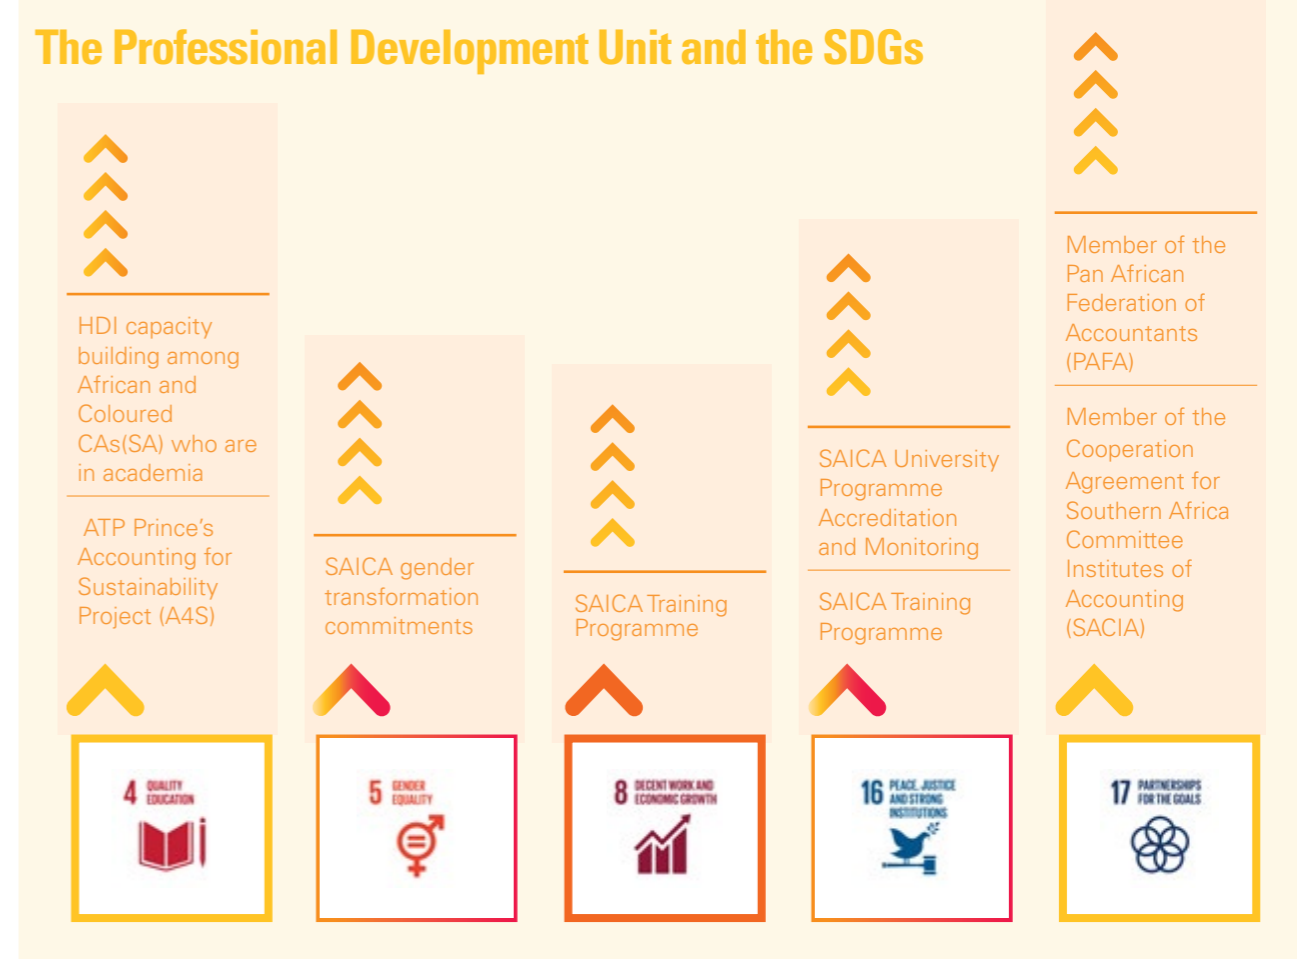 The Professional Development Unit and the SDGs
HDI capacity
building among
African and
Coloured
CAs(SA) who are
in academia
ATP Prince’s
Accounting for
Sustainability
Project (A4S)
4 QUALITY
EDUCATION
SAICA gender
transformation
commitments
5 GENDER
EQUALITY
SAICA Training
Programme
8 DECENT WORK AND
ECONOMIC GROWTH
SAICA University
Programme
Accreditation
and Monitoring
SAICA Training
Programme
16 PEACE, JUSTICE
AND STRONG
INSTITUTIONS
Member of the
Pan African
Federation of
Accountants
(PAFA)
Member of the
Cooperation
Agreement for
Southern Africa
Committee
Institutes of
Accounting
(SACIA)
17 PARTNERSHIPS
FOR THE GOALS